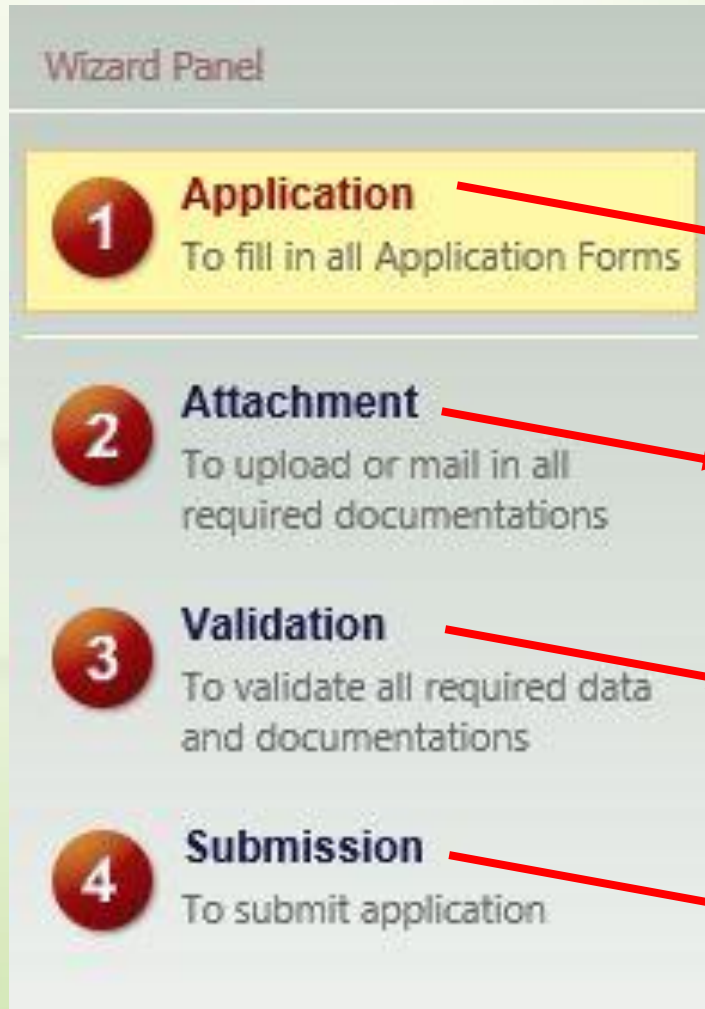 Wizard Panel
1
Application
To fill in all Application Forms
2
Attachment
To upload or mail in all
required documentations
3
Validation
To validate all required data
and documentations
4
Submission
To submit application